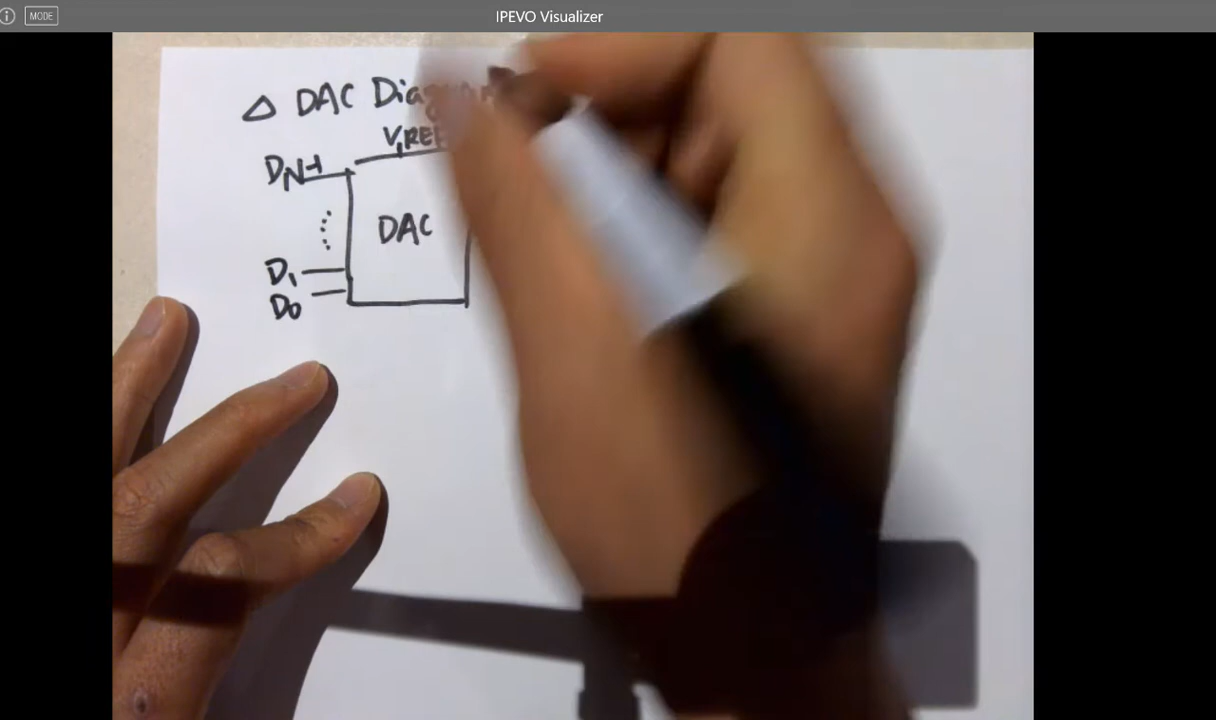 MODE
IPEVO Visualizer
△ DAC
DN-1
DAC
D1
D0